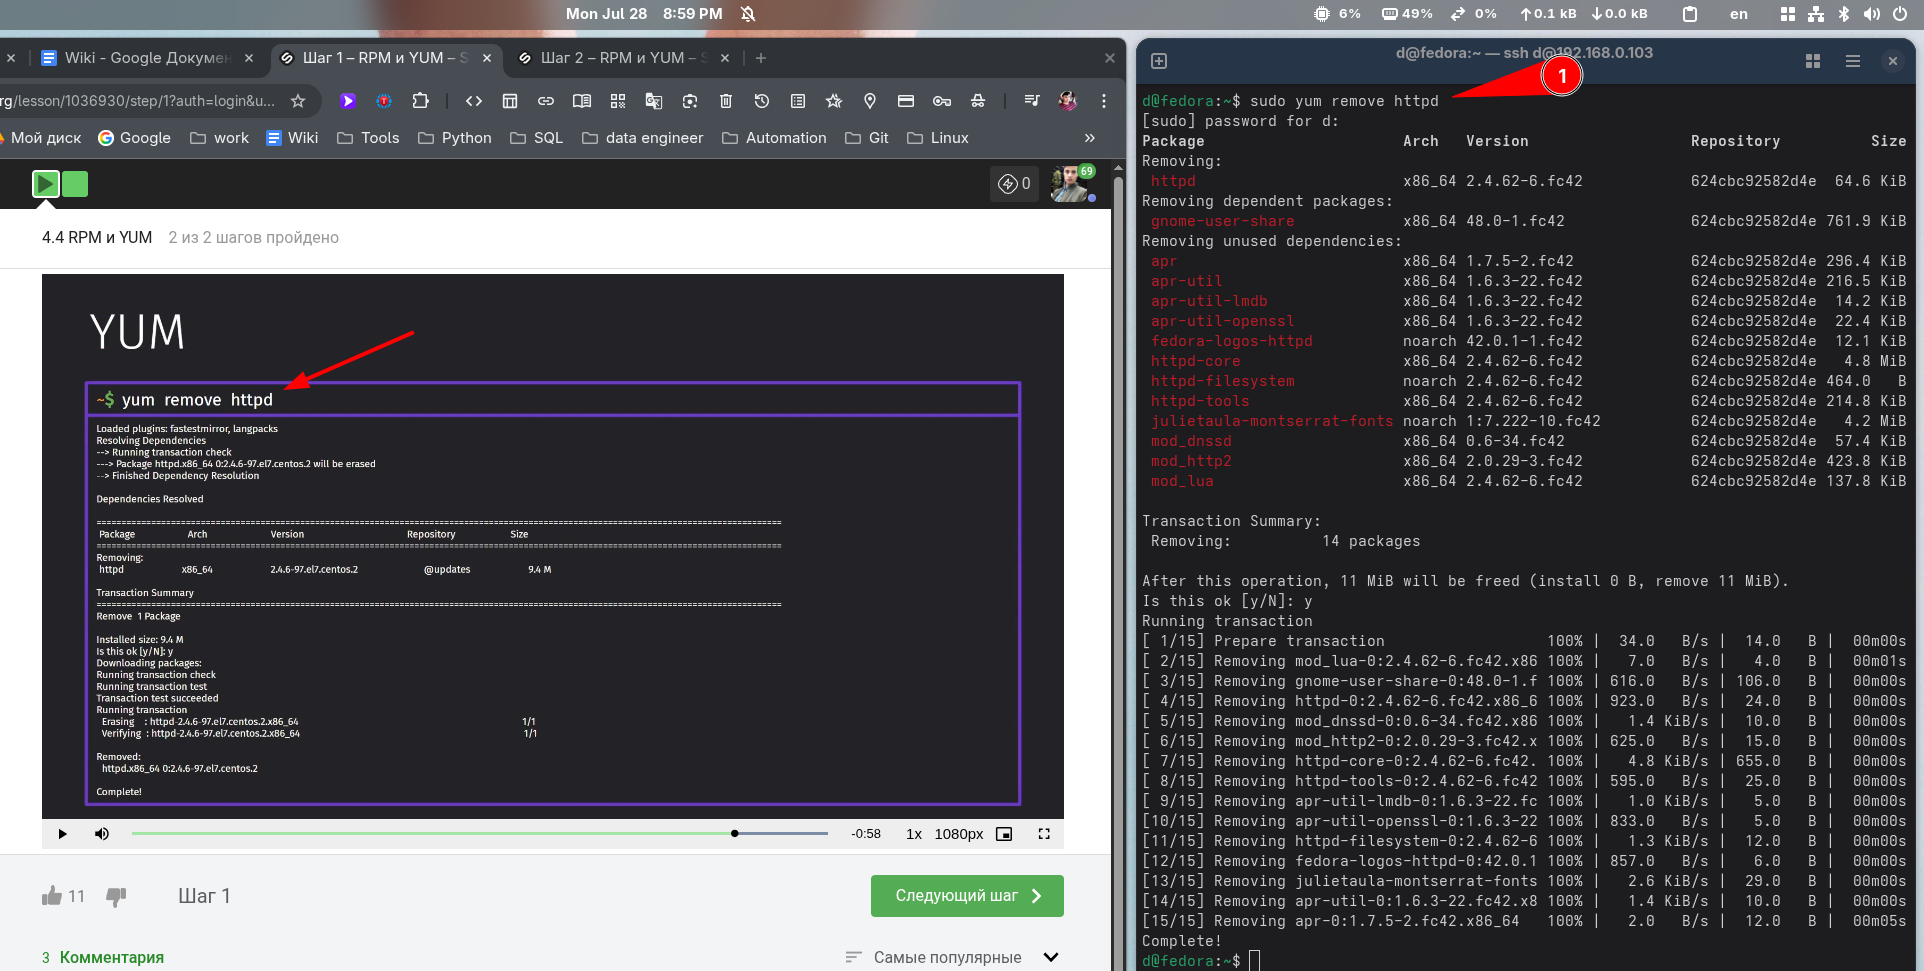 Mon Jul 28 8:59 PM
6% 49% 0% 0.1 kB 0.0 kB en
Wiki - Google Докумен
Шаг 1 – RPM и YUM – S
Шаг 2 – RPM и YUM – S
rg/lesson/1036930/step/1?auth=login&u...
Мой диск Google work Wiki Tools Python SQL data engineer Automation Git Linux »
0 69
4.4 RPM и YUM 2 из 2 шагов пройдено
YUM
~$ yum remove httpd
Loaded plugins: fastestmirror, langpacks
Resolving Dependencies
--> Running transaction check
---> Package httpd.x86_64 0:2.4.6-97.el7.centos.2 will be erased
--> Finished Dependency Resolution
Dependencies Resolved
Package Arch Version Repository Size
Removing:
httpd x86_64 2.4.6-97.el7.centos.2 @updates 9.4 M
Transaction Summary
Remove 1 Package
Installed size: 9.4 M
Is this ok [y/N]: y
Downloading packages:
Running transaction check
Running transaction test
Transaction test succeeded
Running transaction
Erasing : httpd-2.4.6-97.el7.centos.2.x86_64 1/1
Verifying : httpd-2.4.6-97.el7.centos.2.x86_64 1/1
Removed:
httpd.x86_64 0:2.4.6-97.el7.centos.2
Complete!
-0:58 1x 1080px
11 Шаг 1 Следующий шаг
3 Комментария Самые популярные
d@fedora:~ — ssh d@192.168.0.103
1
d@fedora:~$ sudo yum remove httpd
[sudo] password for d:
Package Arch Version Repository Size
Removing:
httpd x86_64 2.4.62-6.fc42 624cbc92582d4e 64.6 KiB
Removing dependent packages:
gnome-user-share x86_64 48.0-1.fc42 624cbc92582d4e 761.9 KiB
Removing unused dependencies:
apr x86_64 1.7.5-2.fc42 624cbc92582d4e 296.4 KiB
apr-util x86_64 1.6.3-22.fc42 624cbc92582d4e 216.5 KiB
apr-util-lmdb x86_64 1.6.3-22.fc42 624cbc92582d4e 14.2 KiB
apr-util-openssl x86_64 1.6.3-22.fc42 624cbc92582d4e 22.4 KiB
fedora-logos-httpd noarch 42.0.1-1.fc42 624cbc92582d4e 12.1 KiB
httpd-core x86_64 2.4.62-6.fc42 624cbc92582d4e 4.8 MiB
httpd-filesystem noarch 2.4.62-6.fc42 624cbc92582d4e 464.0 B
httpd-tools x86_64 2.4.62-6.fc42 624cbc92582d4e 214.8 KiB
julietaula-montserrat-fonts noarch 1:7.222-10.fc42 624cbc92582d4e 4.2 MiB
mod_dnssd x86_64 0.6-34.fc42 624cbc92582d4e 57.4 KiB
mod_http2 x86_64 2.0.29-3.fc42 624cbc92582d4e 423.8 KiB
mod_lua x86_64 2.4.62-6.fc42 624cbc92582d4e 137.8 KiB
Transaction Summary:
Removing: 14 packages
After this operation, 11 MiB will be freed (install 0 B, remove 11 MiB).
Is this ok [y/N]: y
Running transaction
[ 1/15] Prepare transaction 100% | 34.0 B/s | 14.0 B | 00m00s
[ 2/15] Removing mod_lua-0:2.4.62-6.fc42.x86 100% | 7.0 B/s | 4.0 B | 00m01s
[ 3/15] Removing gnome-user-share-0:48.0-1.f 100% | 616.0 B/s | 106.0 B | 00m00s
[ 4/15] Removing httpd-0:2.4.62-6.fc42.x86_6 100% | 923.0 B/s | 24.0 B | 00m00s
[ 5/15] Removing mod_dnssd-0:0.6-34.fc42.x86 100% | 1.4 KiB/s | 10.0 B | 00m00s
[ 6/15] Removing mod_http2-0:2.0.29-3.fc42.x 100% | 625.0 B/s | 15.0 B | 00m00s
[ 7/15] Removing httpd-core-0:2.4.62-6.fc42. 100% | 4.8 KiB/s | 655.0 B | 00m00s
[ 8/15] Removing httpd-tools-0:2.4.62-6.fc42 100% | 595.0 B/s | 25.0 B | 00m00s
[ 9/15] Removing apr-util-lmdb-0:1.6.3-22.fc 100% | 1.0 KiB/s | 5.0 B | 00m00s
[10/15] Removing apr-util-openssl-0:1.6.3-22 100% | 833.0 B/s | 5.0 B | 00m00s
[11/15] Removing httpd-filesystem-0:2.4.62-6 100% | 1.3 KiB/s | 12.0 B | 00m00s
[12/15] Removing fedora-logos-httpd-0:42.0.1 100% | 857.0 B/s | 6.0 B | 00m00s
[13/15] Removing julietaula-montserrat-fonts 100% | 2.6 KiB/s | 29.0 B | 00m00s
[14/15] Removing apr-util-0:1.6.3-22.fc42.x8 100% | 1.4 KiB/s | 10.0 B | 00m00s
[15/15] Removing apr-0:1.7.5-2.fc42.x86_64 100% | 2.0 B/s | 12.0 B | 00m05s
Complete!
d@fedora:~$